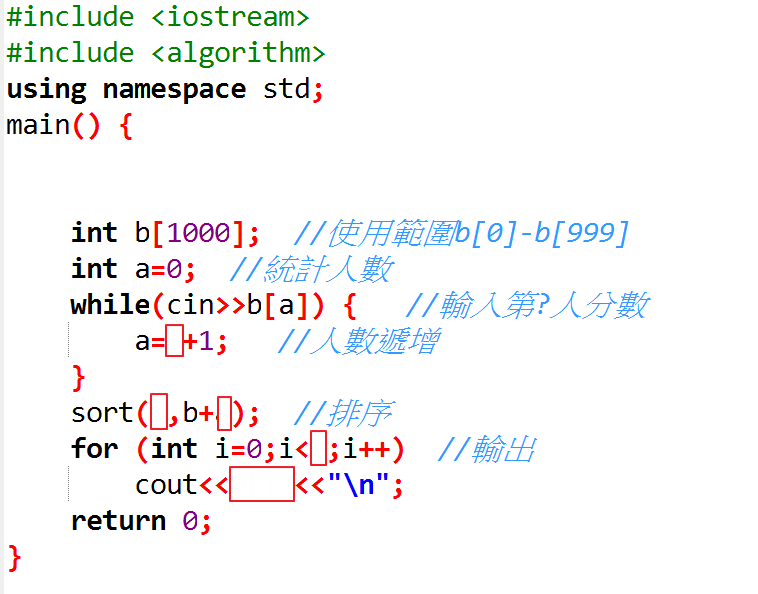 #include <iostream>
#include <algorithm>
using namespace std;
main() {
int b[1000]; //使用範圍b[0]-b[999]
int a=0; //統計人數
while(cin>>b[a]) { //輸入第?人分數
a= +1; //人數遞增
}
sort( ,b+ ); //排序
for (int i=0;i< ;i++) //輸出
cout<< <<"\n";
return 0;
}